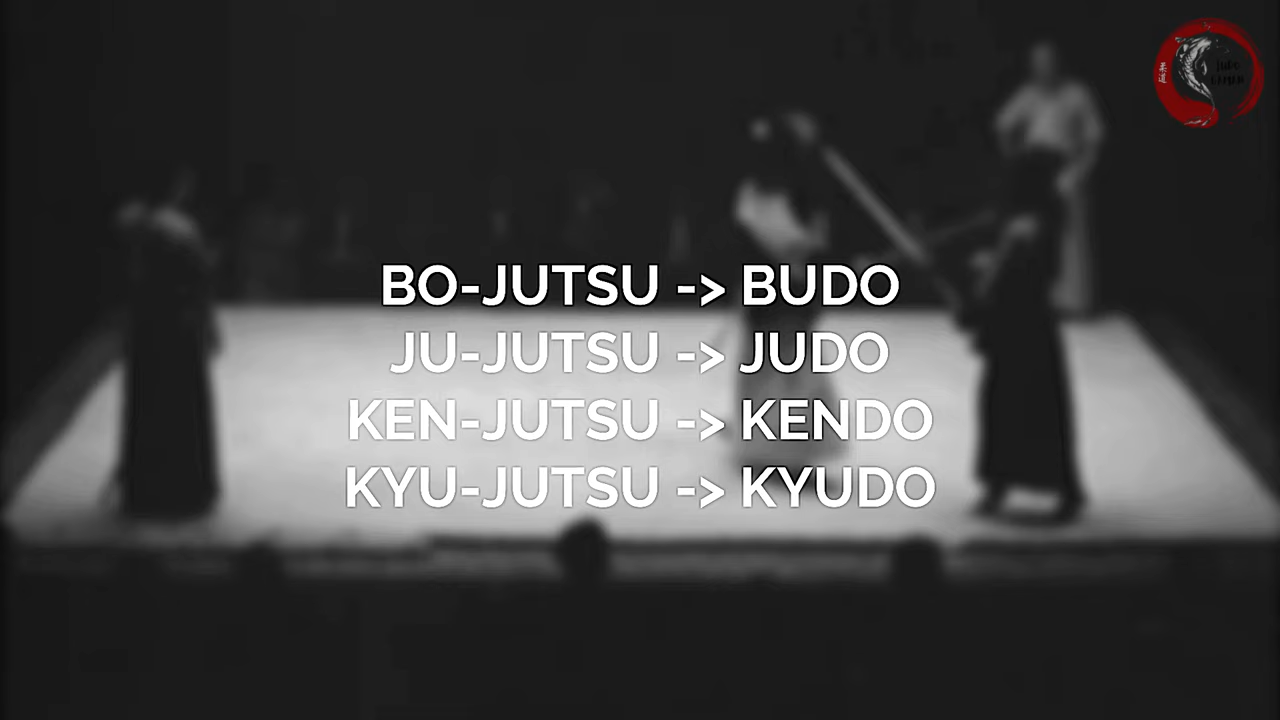 BO-JUTSU -> BUDO
JU-JUTSU -> JUDO
KEN-JUTSU -> KENDO
KYU-JUTSU -> KYUDO